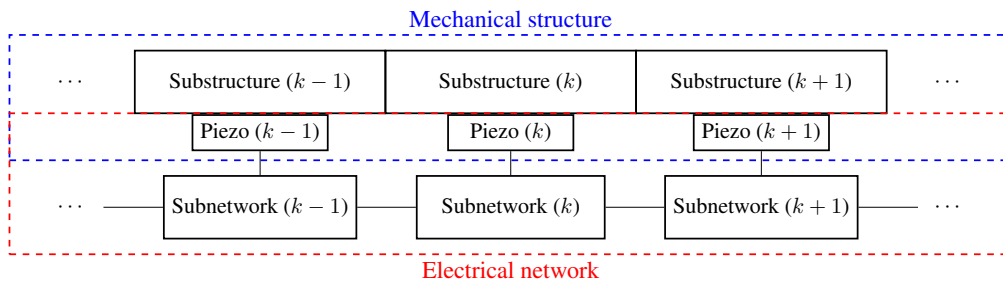 Mechanical structure
··· Substructure (k − 1) Substructure (k) Substructure (k + 1) ···
Piezo (k − 1) Piezo (k) Piezo (k + 1)
··· Subnetwork (k − 1) Subnetwork (k) Subnetwork (k + 1) ···
Electrical network